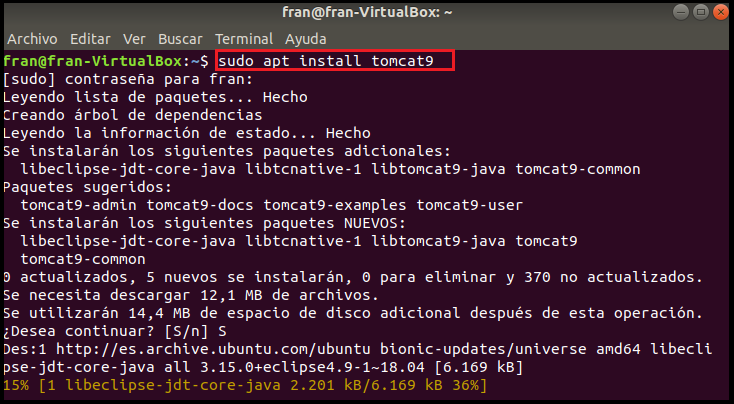 fran@fran-VirtualBox: ~
Archivo Editar Ver Buscar Terminal Ayuda
fran@fran-VirtualBox:~$ sudo apt install tomcat9
[sudo] contraseña para fran:
Leyendo lista de paquetes... Hecho
Creando árbol de dependencias
Leyendo la información de estado... Hecho
Se instalarán los siguientes paquetes adicionales:
  libeclipse-jdt-core-java libtcnative-1 libtomcat9-java tomcat9-common
Paquetes sugeridos:
  tomcat9-admin tomcat9-docs tomcat9-examples tomcat9-user
Se instalarán los siguientes paquetes NUEVOS:
  libeclipse-jdt-core-java libtcnative-1 libtomcat9-java tomcat9
  tomcat9-common
0 actualizados, 5 nuevos se instalarán, 0 para eliminar y 370 no actualizados.
Se necesita descargar 12,1 MB de archivos.
Se utilizarán 14,4 MB de espacio de disco adicional después de esta operación.
¿Desea continuar? [S/n] S
Des:1 http://es.archive.ubuntu.com/ubuntu bionic-updates/universe amd64 libecli
pse-jdt-core-java all 3.15.0+eclipse4.9-1~18.04 [6.169 kB]
15% [1 libeclipse-jdt-core-java 2.201 kB/6.169 kB 36%]